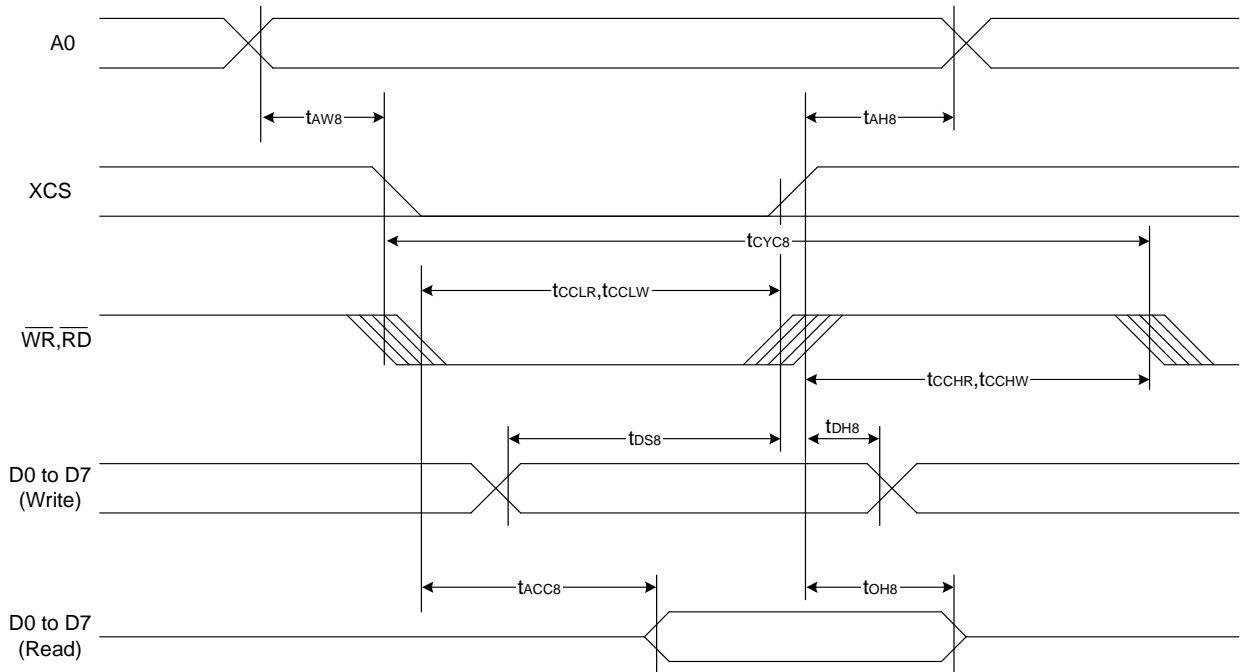 A0
tAW8
tAH8
XCS
tCYC8
tCCLR,tCCLW
WR,RD
tCCHR,tCCHW
tDS8
tDH8
D0 to D7
(Write)
tACC8
tOH8
D0 to D7
(Read)